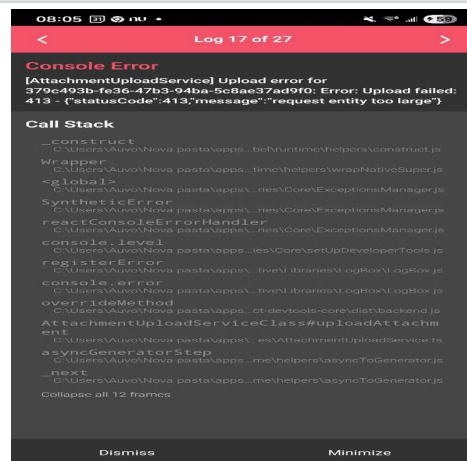 08:05
59
< Log 17 of 27 >
Console Error
[AttachmentUploadService] Upload error for
379c493b-fe36-47b3-94ba-5c8ae37ad9f0: Error: Upload failed:
413 - {"statusCode":413,"message":"request entity too large"}
Call Stack
_construct
C:\Users\Auvo\Nova pasta\apps...bel\runtime\helpers\construct.js
Wrapper
C:\Users\Auvo\Nova pasta\apps...time\helpers\wrapNativeSuper.js
<global>
C:\Users\Auvo\Nova pasta\apps\...ries\Core\ExceptionsManager.js
SyntheticError
C:\Users\Auvo\Nova pasta\apps\...ries\Core\ExceptionsManager.js
reactConsoleErrorHandler
C:\Users\Auvo\Nova pasta\apps\...ries\Core\ExceptionsManager.js
console.level
C:\Users\Auvo\Nova pasta\apps...ies\Core\setUpDeveloperTools.js
registerError
C:\Users\Auvo\Nova pasta\apps...tive\Libraries\LogBox\LogBox.js
console.error
C:\Users\Auvo\Nova pasta\apps...tive\Libraries\LogBox\LogBox.js
overrideMethod
C:\Users\Auvo\Nova pasta\apps...ct-devtools-core\dist\backend.js
AttachmentUploadServiceClass#uploadAttachm
ent
C:\Users\Auvo\Nova pasta\apps\...es\AttachmentUploadService.ts
asyncGeneratorStep
C:\Users\Auvo\Nova pasta\apps...me\helpers\asyncToGenerator.js
_next
C:\Users\Auvo\Nova pasta\apps...me\helpers\asyncToGenerator.js
Collapse all 12 frames
Dismiss
Minimize